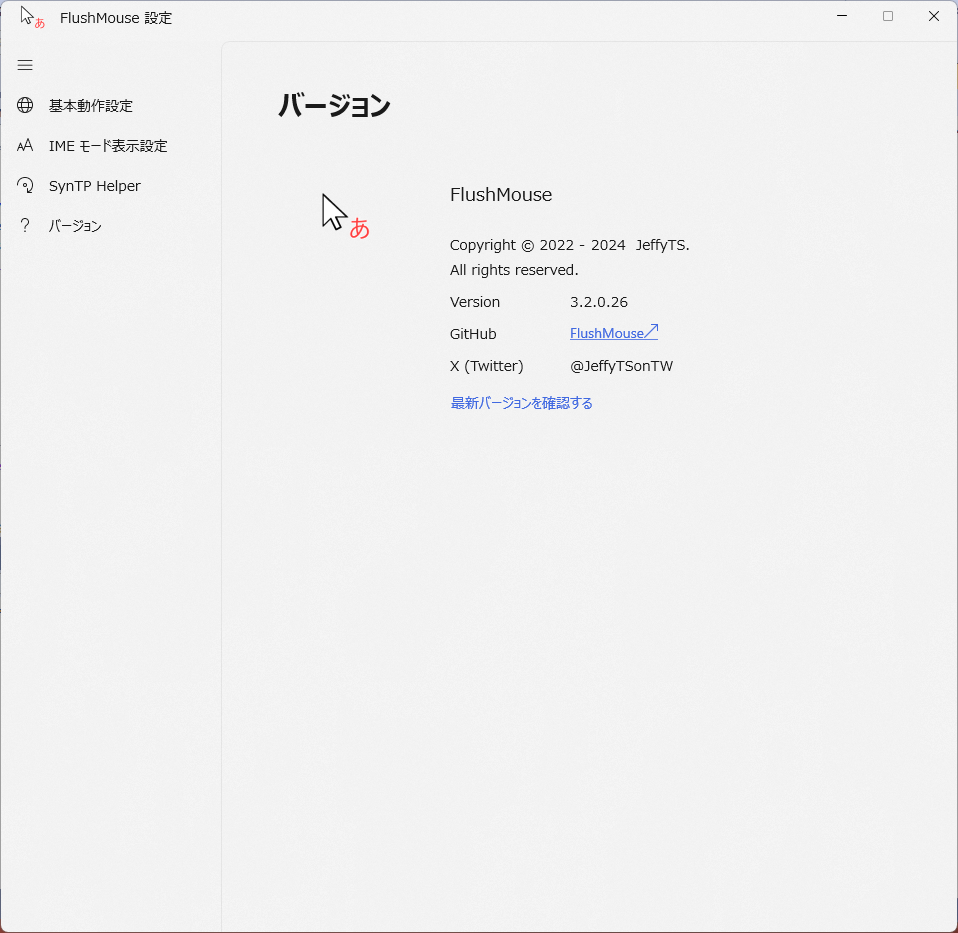 あ FlushMouse 設定
基本動作設定
IME モード表示設定
SynTP Helper
バージョン
バージョン
あ
FlushMouse
Copyright © 2022 - 2024 JeffyTS.
All rights reserved.
Version 3.2.0.26
GitHub FlushMouse
X (Twitter) @JeffyTSonTW
最新バージョンを確認する